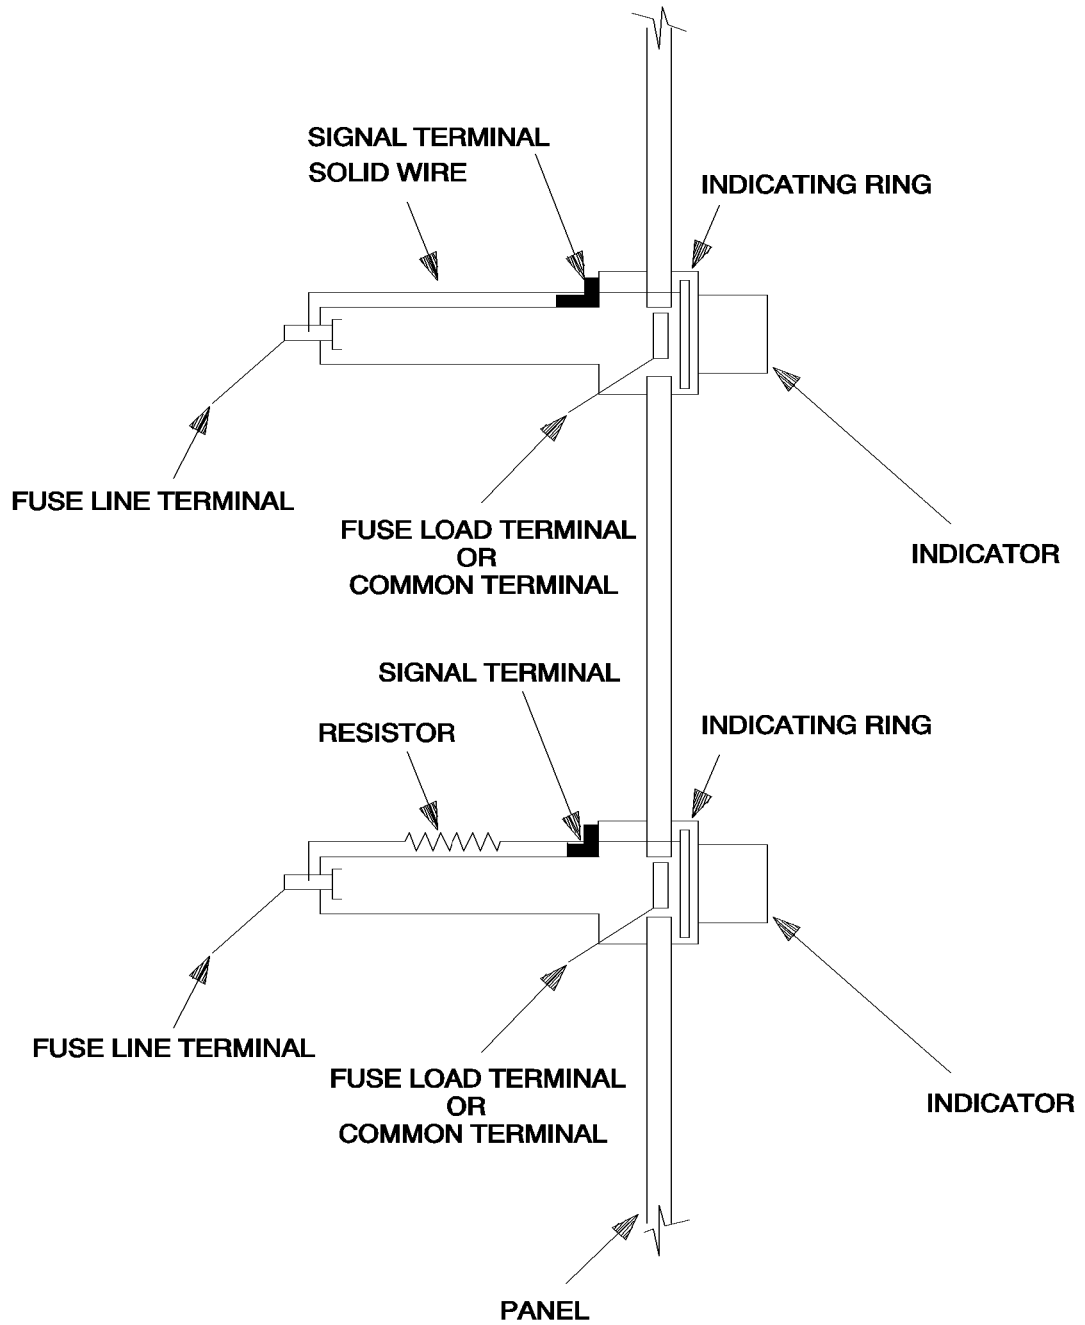 SIGNAL TERMINAL
SOLID WIRE
INDICATING RING
FUSE LINE TERMINAL
FUSE LOAD TERMINAL
OR
COMMON TERMINAL
INDICATOR
SIGNAL TERMINAL
RESISTOR
INDICATING RING
FUSE LINE TERMINAL
FUSE LOAD TERMINAL
OR
COMMON TERMINAL
INDICATOR
PANEL